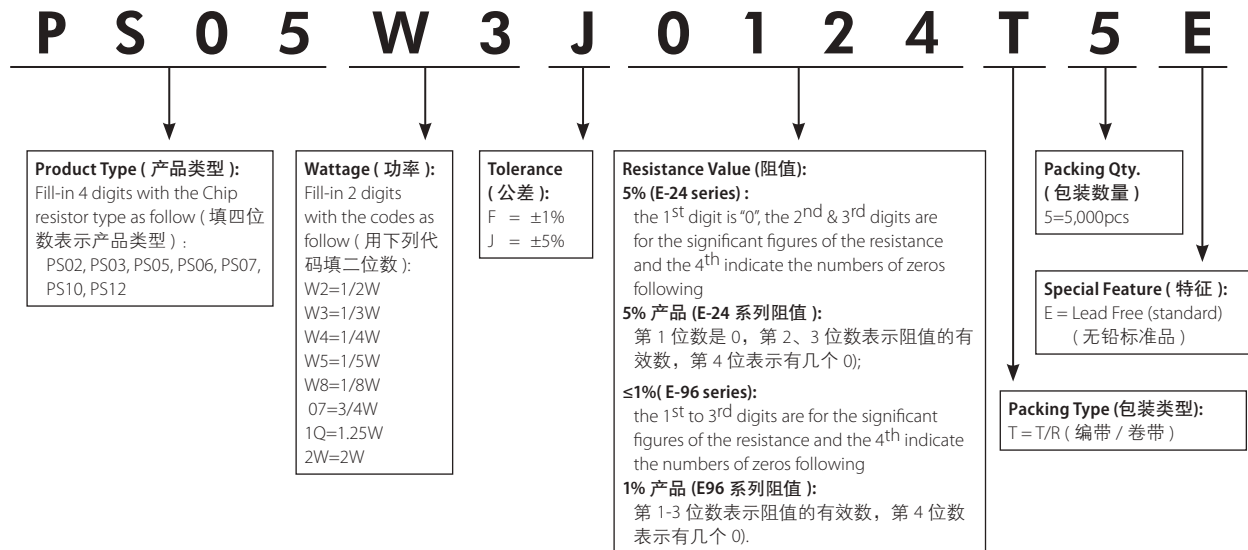 P S 0 5 W 3 J 0 1 2 4 T 5 E
Product Type ( 产品类型 ):
Fill-in 4 digits with the Chip
resistor type as follow ( 填四位
数表示产品类型 ) :
PS02, PS03, PS05, PS06, PS07,
PS10, PS12
Wattage ( 功率 ):
Fill-in 2 digits
with the codes as
follow ( 用下列代
码填二位数 ):
W2=1/2W
W3=1/3W
W4=1/4W
W5=1/5W
W8=1/8W
07=3/4W
1Q=1.25W
2W=2W
Tolerance
( 公差 ):
F = ±1%
J = ±5%
Resistance Value (阻值):
5% (E-24 series) :
the 1st digit is "0", the 2nd & 3rd digits are
for the significant figures of the resistance
and the 4th indicate the numbers of zeros
following
5% 产品 (E-24 系列阻值 ):
第 1 位数是 0，第 2、3 位数表示阻值的有
效数，第 4 位表示有几个 0);
≤1%( E-96 series):
the 1st to 3rd digits are for the significant
figures of the resistance and the 4th indicate
the numbers of zeros following
1% 产品 (E96 系列阻值 ):
第 1-3 位数表示阻值的有效数，第 4 位数
表示有几个 0).
Packing Qty.
( 包装数量 )
5=5,000pcs
Special Feature ( 特征 ):
E = Lead Free (standard)
( 无铅标准品 )
Packing Type (包装类型):
T = T/R ( 编带 / 卷带 )